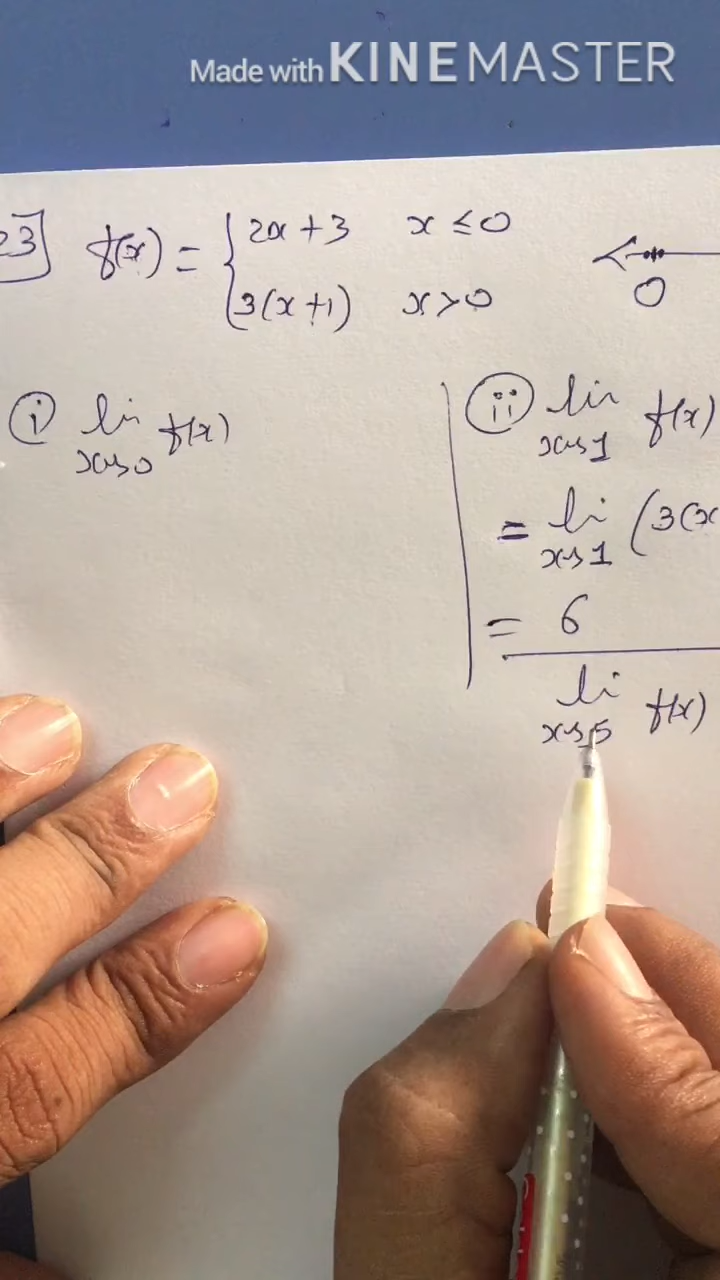 Made with KINEMASTER
23] f(x) = { 2x + 3 x ≤ 0
3(x+1) x > 0
0
(i) lim x→0 f(x)
(ii) lim x→1 f(x)
= lim x→1 (3(x
= 6
lim x→5 f(x)